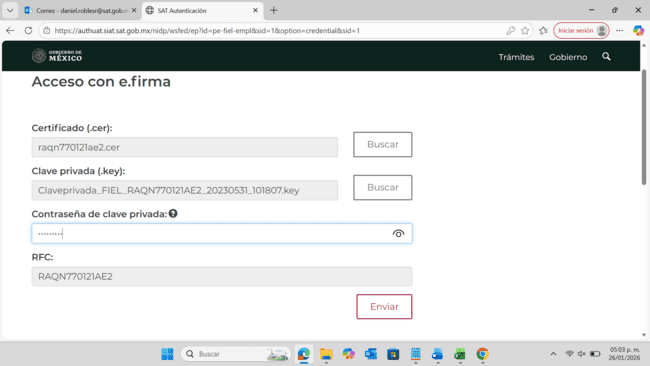 Correo - daniel.roblesr@sat.gob.m
SAT Autenticación
https://authuat.siat.sat.gob.mx/nidp/wsfed/ep?id=pe-fiel-empl&sid=1&option=credential&sid=1
Iniciar sesión
GOBIERNO DE
MÉXICO
Trámites
Gobierno
Acceso con e.firma
Certificado (.cer):
raqn770121ae2.cer
Buscar
Clave privada (.key):
Claveprivada_FIEL_RAQN770121AE2_20230531_101807.key
Buscar
Contraseña de clave privada:
RFC:
RAQN770121AE2
Enviar
Buscar
05:03 p. m.
26/01/2026